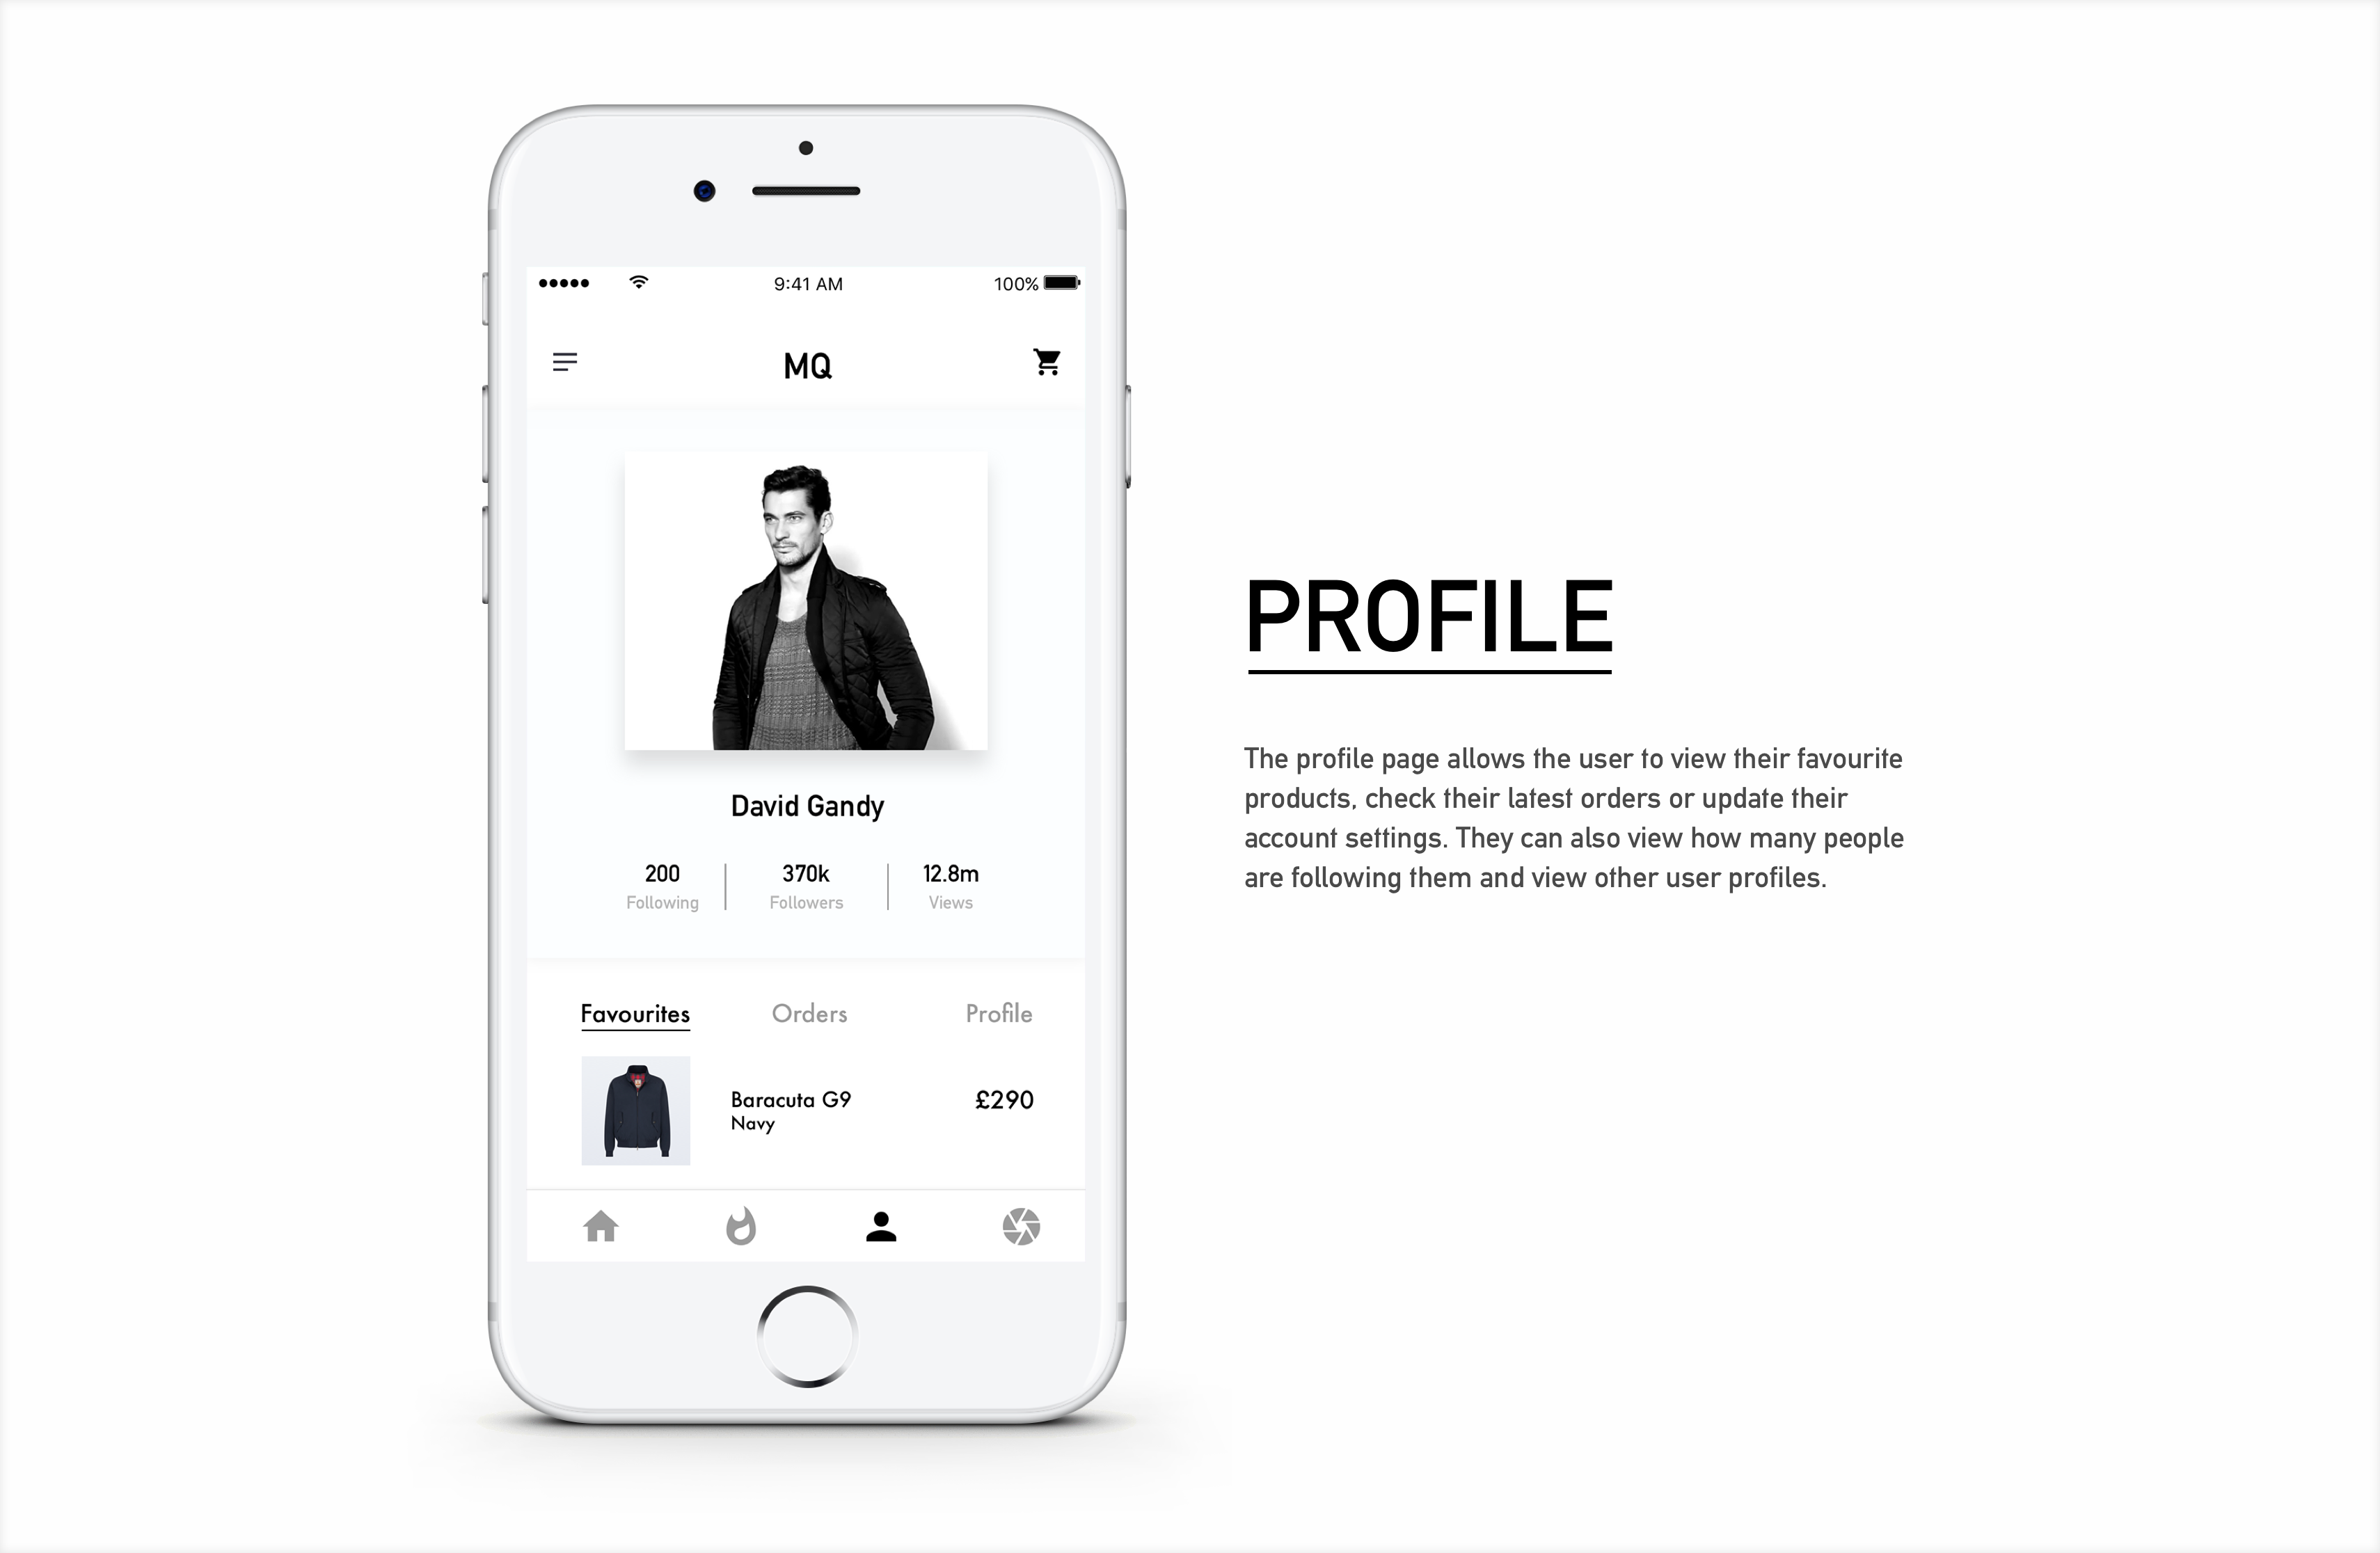 9:41 AM
100%
MQ
David Gandy
200
370k
12.8m
Following
Followers
Views
Favourites
Orders
Profile
Baracuta G9
£290
Navy
PROFILE
The profile page allows the user to view their favourite
products, check their latest orders or update their
account settings. They can also view how many people
are following them and view other user profiles.